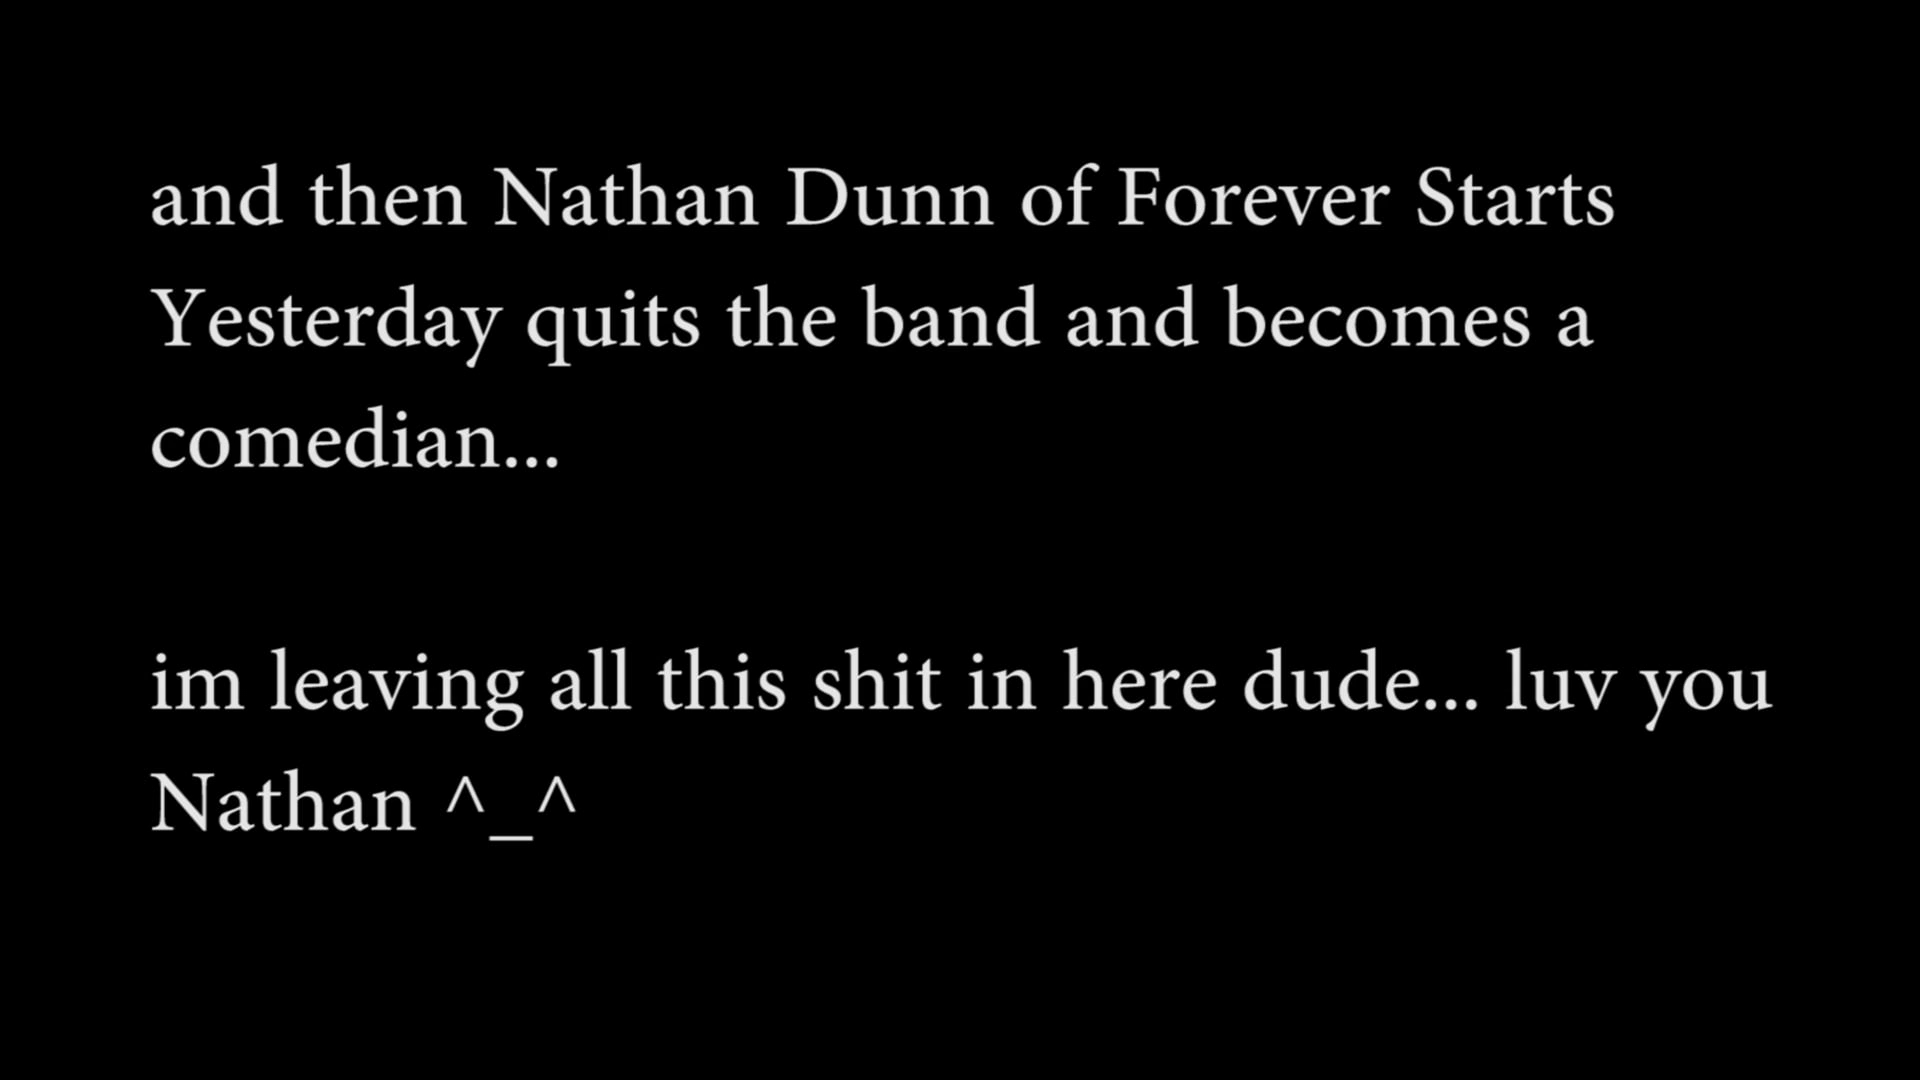 and then Nathan Dunn of Forever Starts
Yesterday quits the band and becomes a
comedian...
im leaving all this shit in here dude... luv you
Nathan ^_^